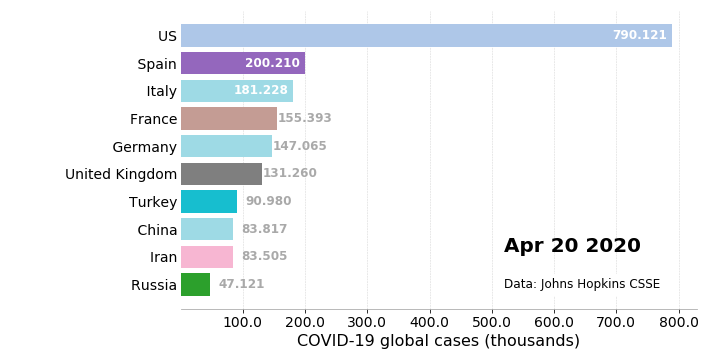 US 790.121
Spain 200.210
Italy 181.228
France 155.393
Germany 147.065
United Kingdom 131.260
Turkey 90.980
China 83.817
Iran 83.505
Russia 47.121
Apr 20 2020
Data: Johns Hopkins CSSE
100.0 200.0 300.0 400.0 500.0 600.0 700.0 800.0
COVID-19 global cases (thousands)